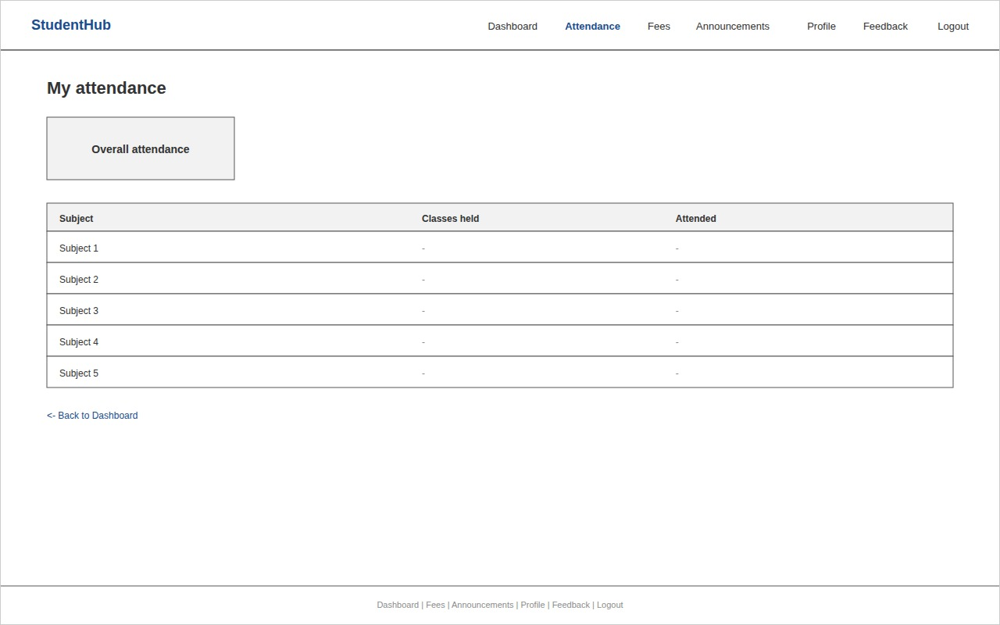 StudentHub
Dashboard Attendance Fees Announcements Profile Feedback Logout
My attendance
Overall attendance
Subject Classes held Attended
Subject 1 - -
Subject 2 - -
Subject 3 - -
Subject 4 - -
Subject 5 - -
<- Back to Dashboard
Dashboard | Fees | Announcements | Profile | Feedback | Logout